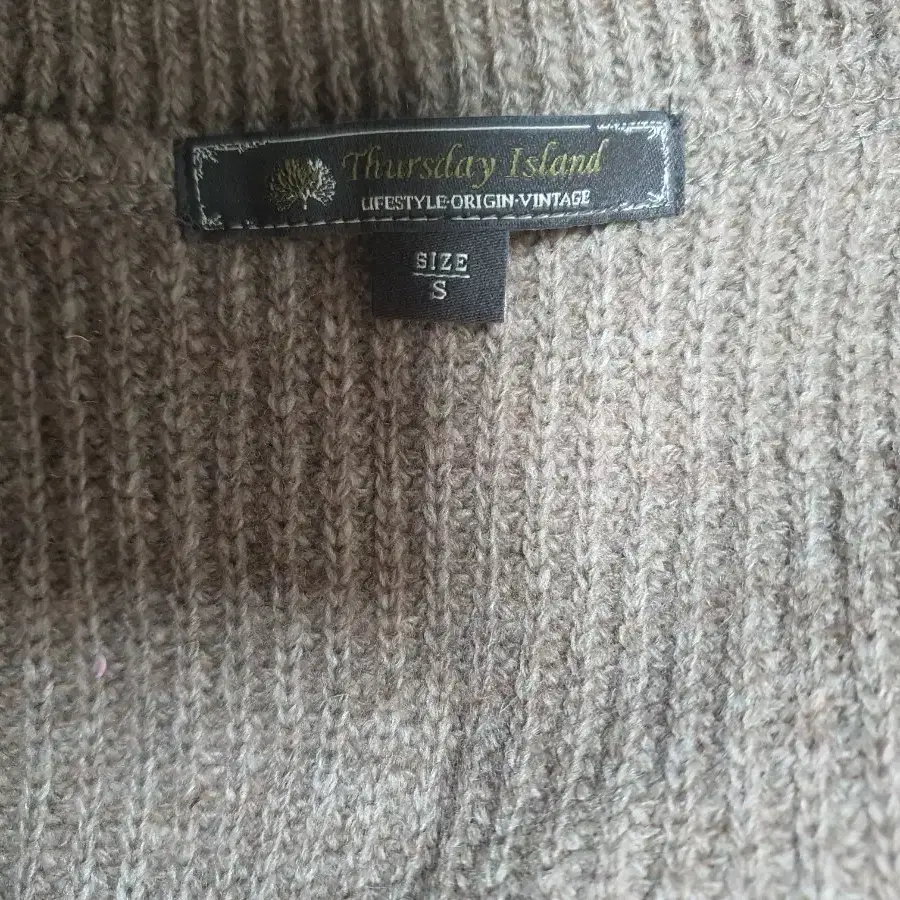 Thursday Island
LIFESTYLE·ORIGIN·VINTAGE
SIZE
S